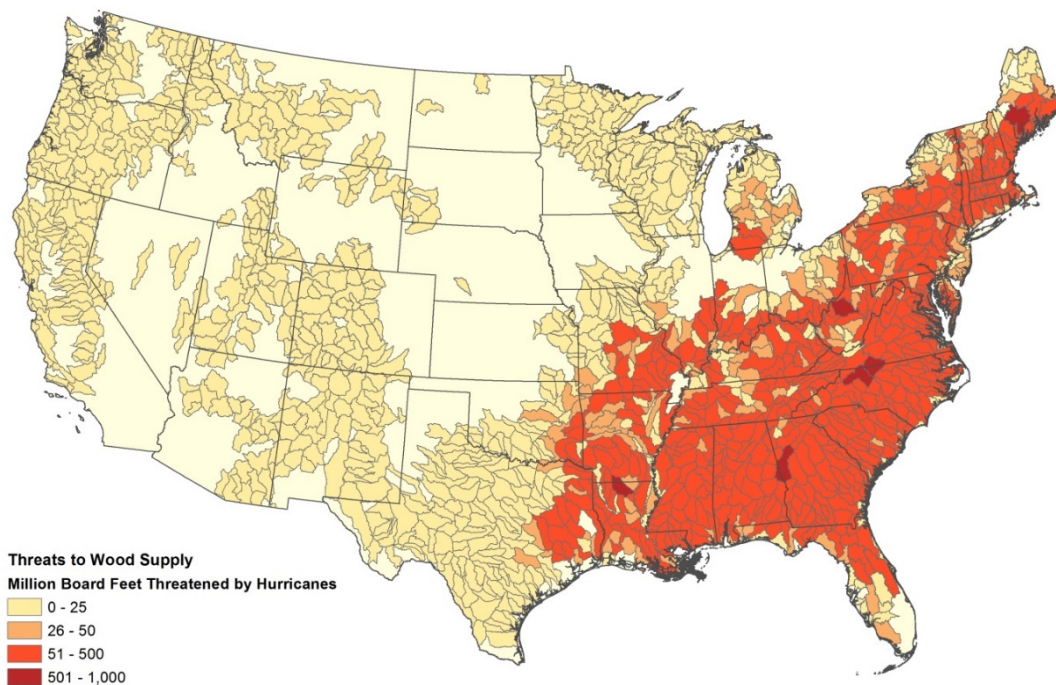 Threats to Wood Supply
Million Board Feet Threatened by Hurricanes
0 - 25
26 - 50
51 - 500
501 - 1,000